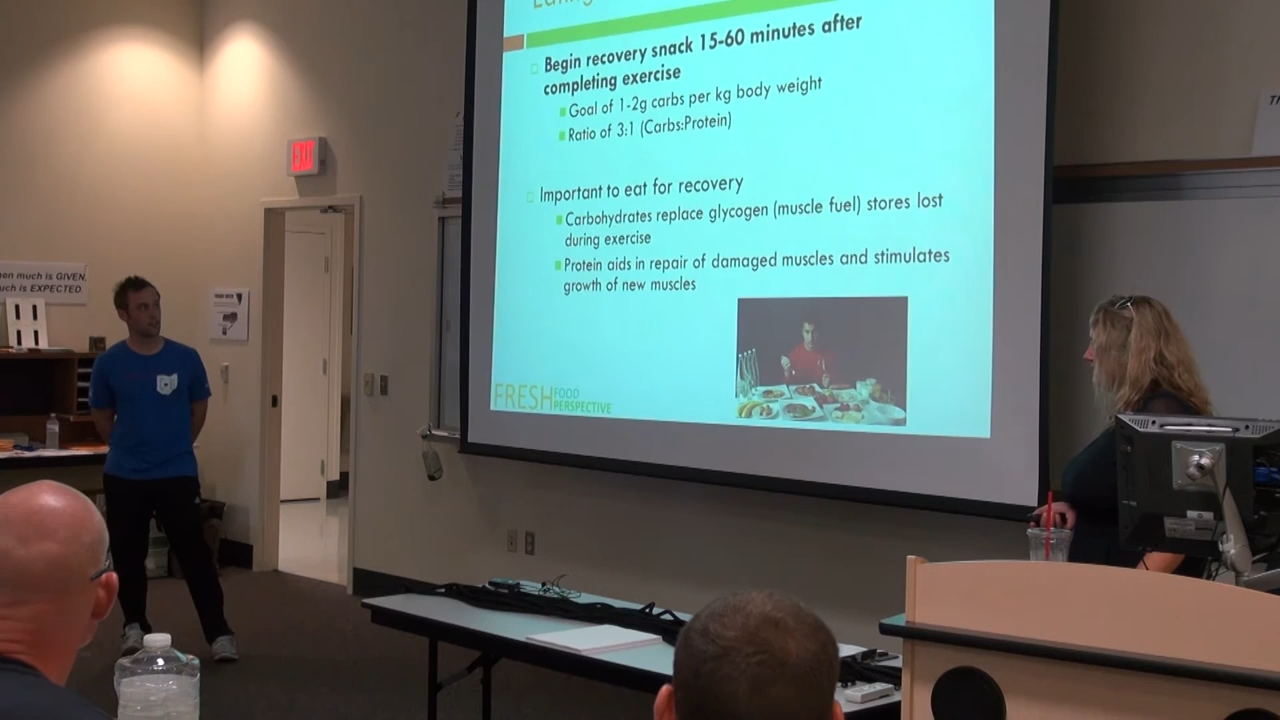 Eating
Begin recovery snack 15-60 minutes after
completing exercise
Goal of 1-2g carbs per kg body weight
Ratio of 3:1 (Carbs:Protein)
Important to eat for recovery
Carbohydrates replace glycogen (muscle fuel) stores lost
during exercise
Protein aids in repair of damaged muscles and stimulates
growth of new muscles
FRESH FOOD
PERSPECTIVE
EXIT
much is GIVEN,
is EXPECTED